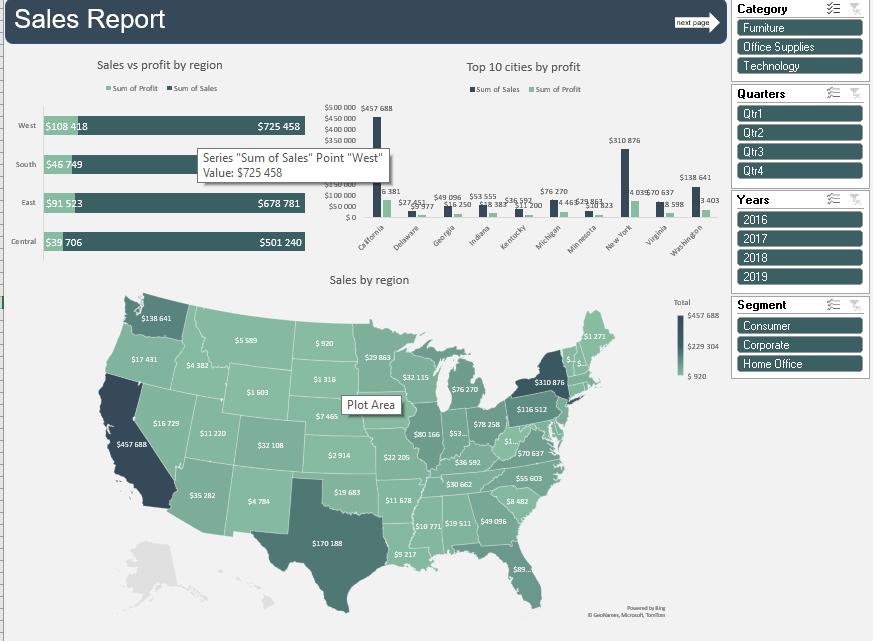 Sales Report
next page
Sales vs profit by region
Sum of Profit Sum of Sales
West $108 418 $725 458
South $46 749
East $91 523 $678 781
Central $39 706 $501 240
Series "Sum of Sales" Point "West"
Value: $725 458
Top 10 cities by profit
Sum of Sales Sum of Profit
$500 000
$450 000
$400 000
$350 000
$100 000
$50 000
$0
$457 688
6 381
$27 451
9 977
$49 096
$16 250
$53 555
$18 383
$36 592
$11 200
$76 270
4 463
$29 863
$10 823
$310 876
4 039
$70 637
8 598
$138 641
3 403
California
Delaware
Georgia
Indiana
Kentucky
Michigan
Minnesota
New York
Virginia
Washington
Sales by region
Total
$457 688
$229 304
$ 920
$138 641
$5 589
$ 920
$1 271
$17 431
$4 382
$29 863
$ ...
$...
$1 316
$32 115
$310 876
$1 603
$76 270
$7 465
Plot Area
$116 512
$16 729
$11 220
$80 166
$53...
$78 258
$457 688
$32 108
$2 914
$22 205
$1...
$70 637
$36 592
$55 603
$35 282
$4 784
$19 683
$30 662
$11 678
$8 482
$10 771
$19 511
$49 096
$170 188
$9 217
$89...
Powered by Bing
© GeoNames, Microsoft, TomTom
Category
Furniture
Office Supplies
Technology
Quarters
Qtr1
Qtr2
Qtr3
Qtr4
Years
2016
2017
2018
2019
Segment
Consumer
Corporate
Home Office